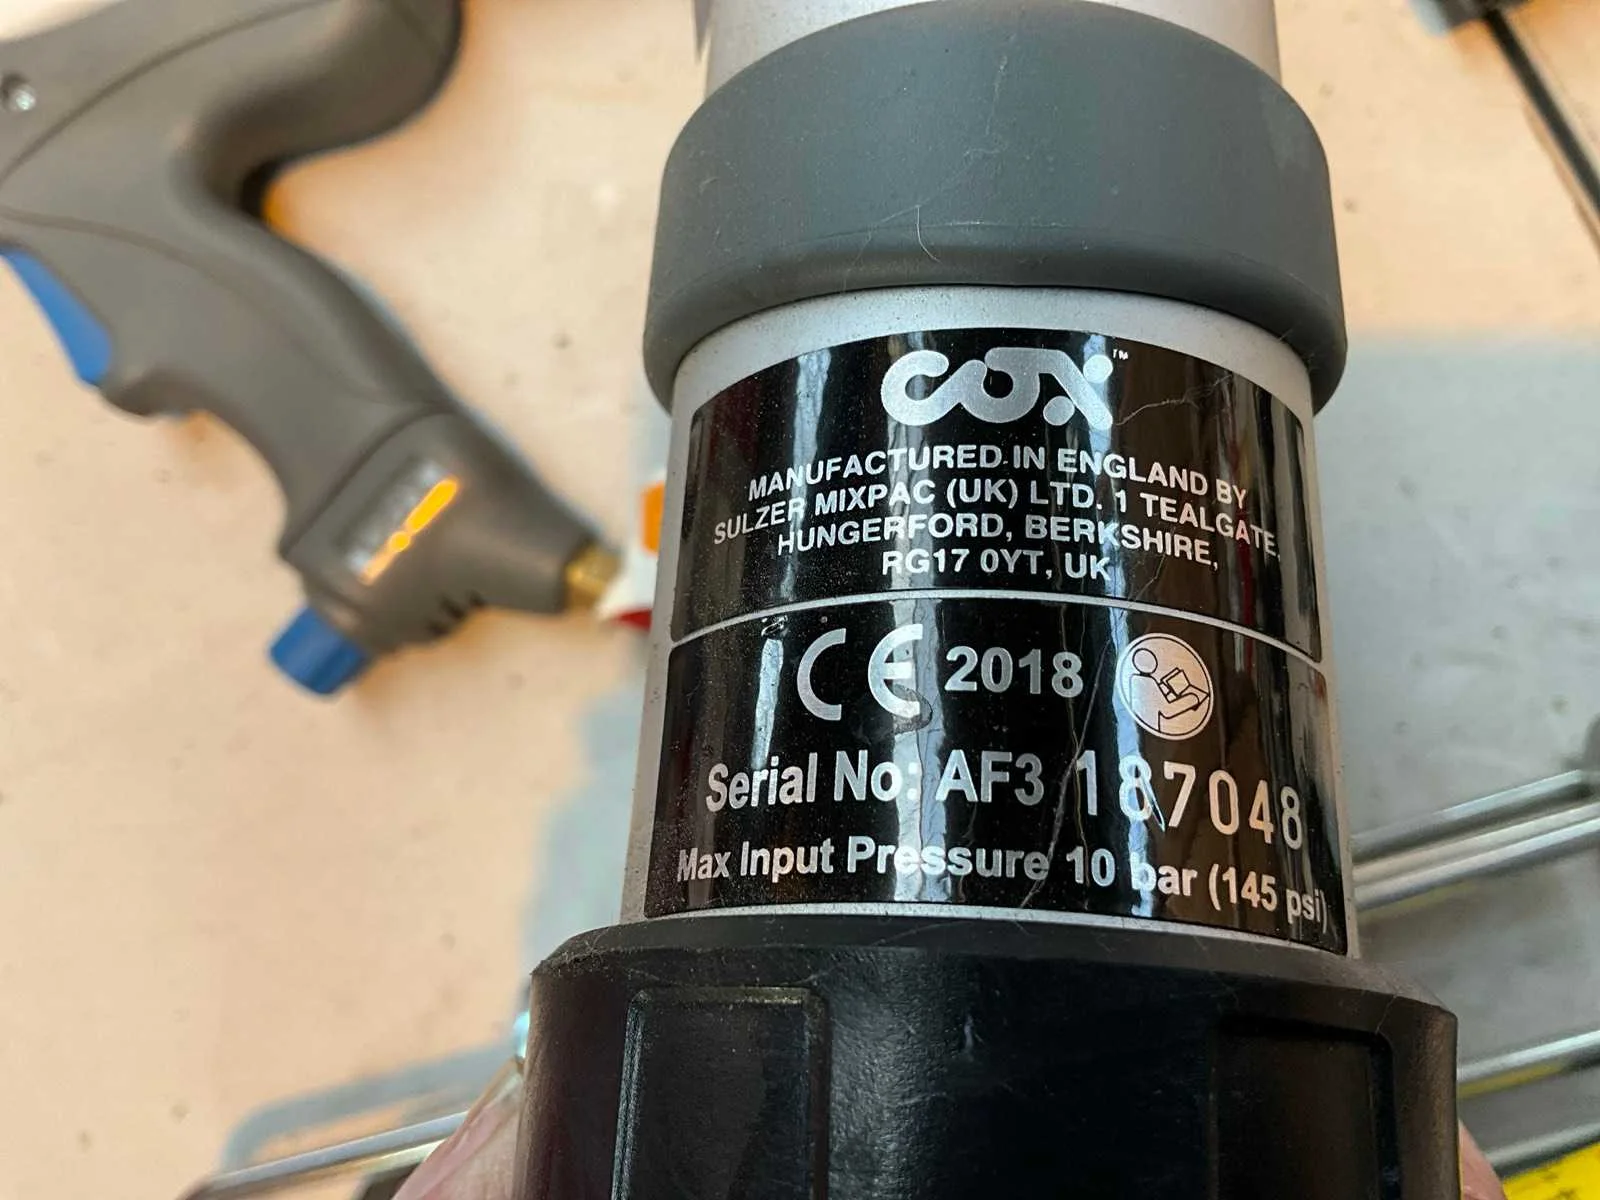 COX™
MANUFACTURED IN ENGLAND BY
SULZER MIXPAC (UK) LTD. 1 TEALGATE,
HUNGERFORD, BERKSHIRE,
RG17 0YT, UK
CE 2018
Serial No: AF3 187048
Max Input Pressure 10 bar (145 psi)